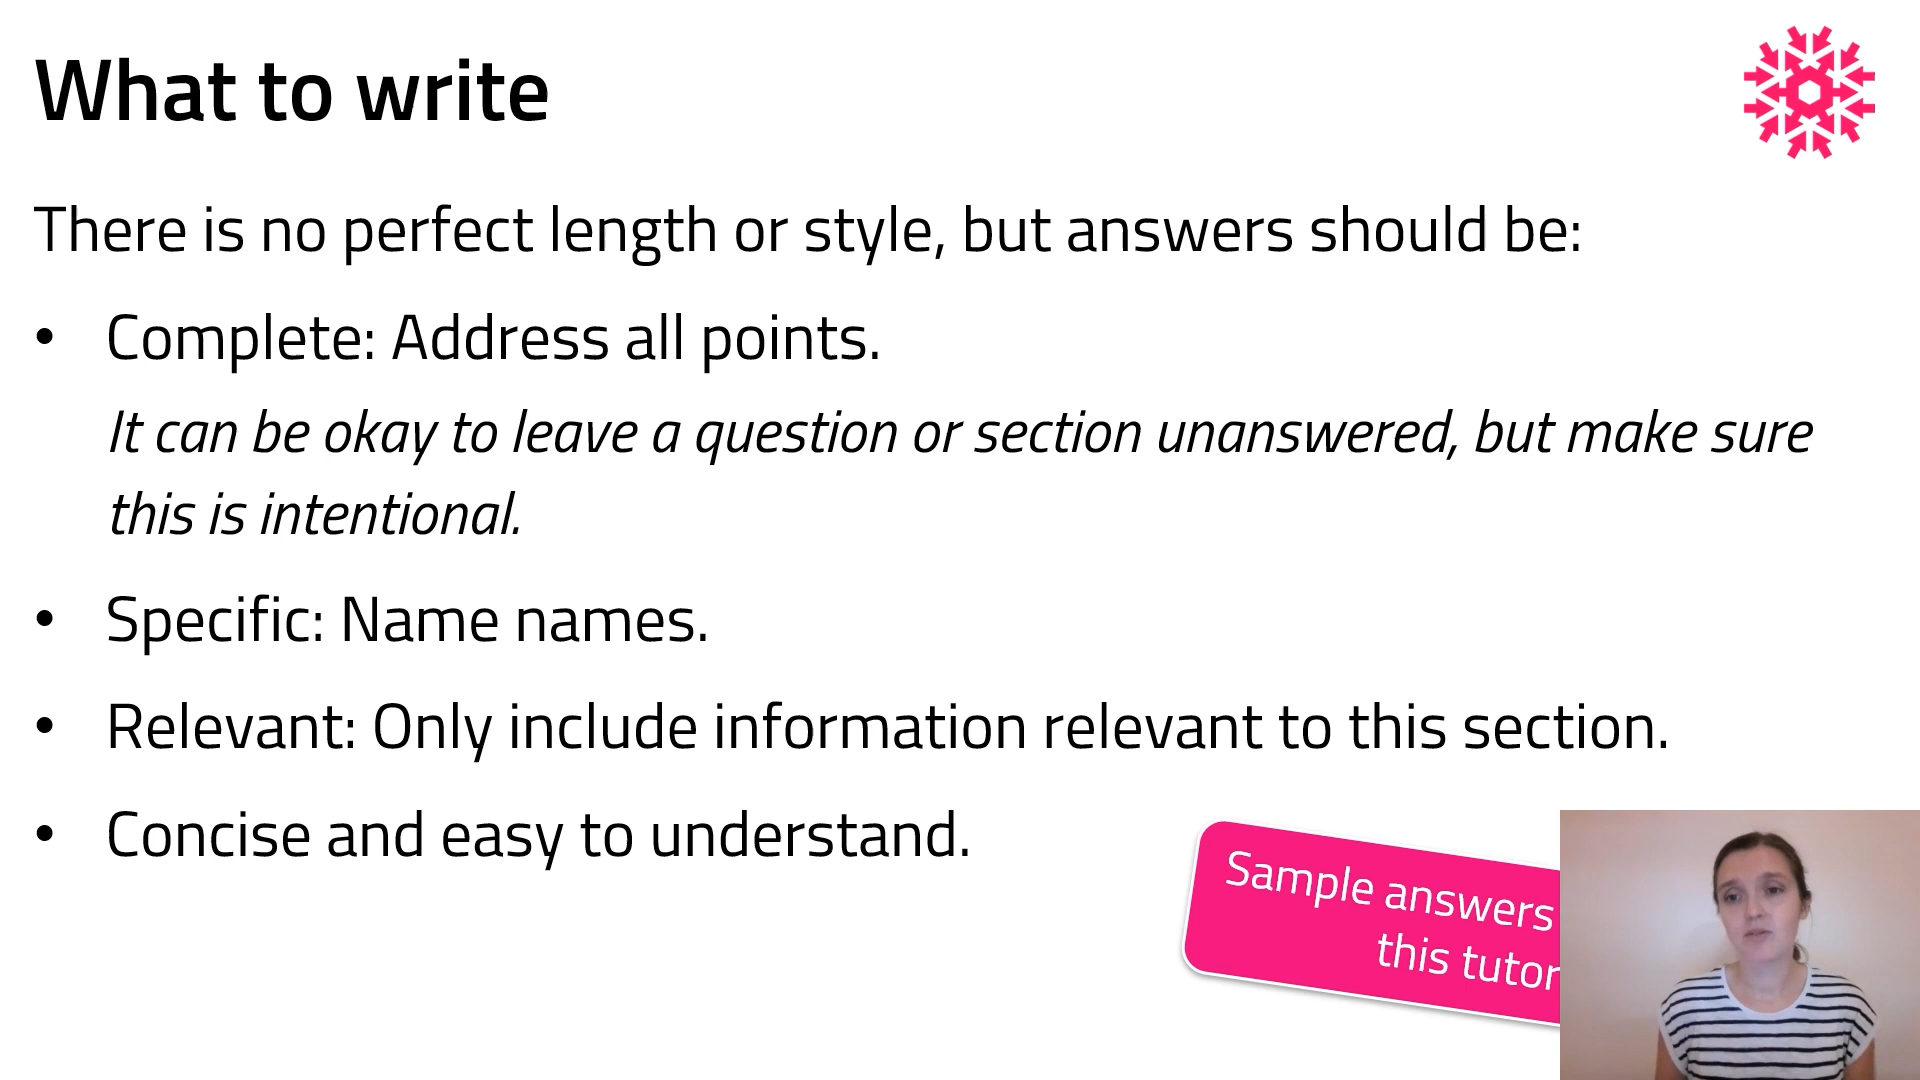 What to write
There is no perfect length or style, but answers should be:
• Complete: Address all points.
It can be okay to leave a question or section unanswered, but make sure
this is intentional.
• Specific: Name names.
• Relevant: Only include information relevant to this section.
• Concise and easy to understand.
Sample answers
this